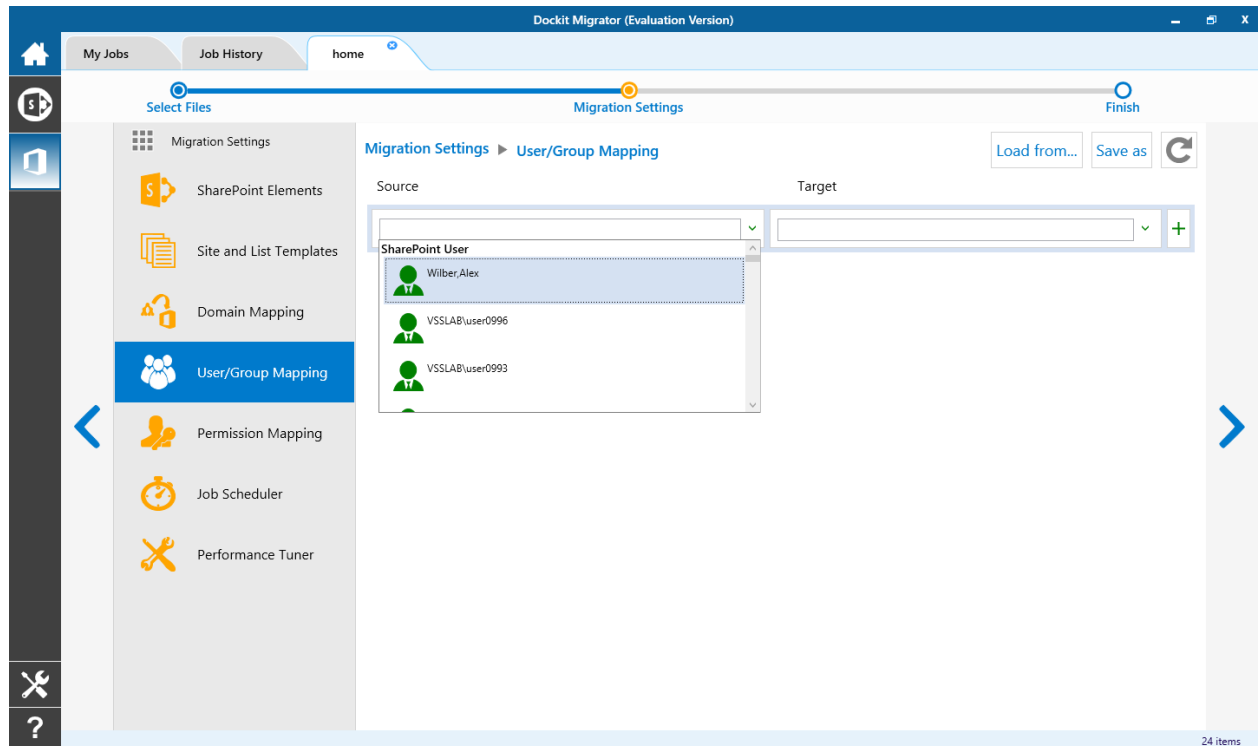 Dockit Migrator (Evaluation Version)
My Jobs
Job History
home
Select Files
Migration Settings
Finish
Migration Settings
SharePoint Elements
Site and List Templates
Domain Mapping
User/Group Mapping
Permission Mapping
Job Scheduler
Performance Tuner
Migration Settings ▶ User/Group Mapping
Load from...
Save as
Source
Target
SharePoint User
Wilber,Alex
VSSLAB\user0996
VSSLAB\user0993
24 items